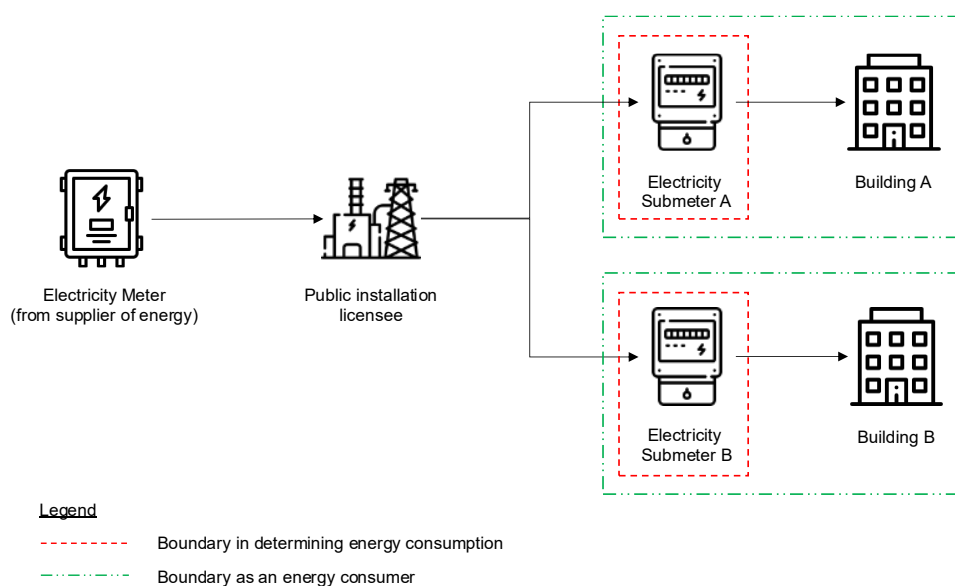 Electricity
Submeter A
Building A
Electricity Meter
(from supplier of energy)
Public installation
licensee
Electricity
Submeter B
Building B
Legend
Boundary in determining energy consumption
Boundary as an energy consumer